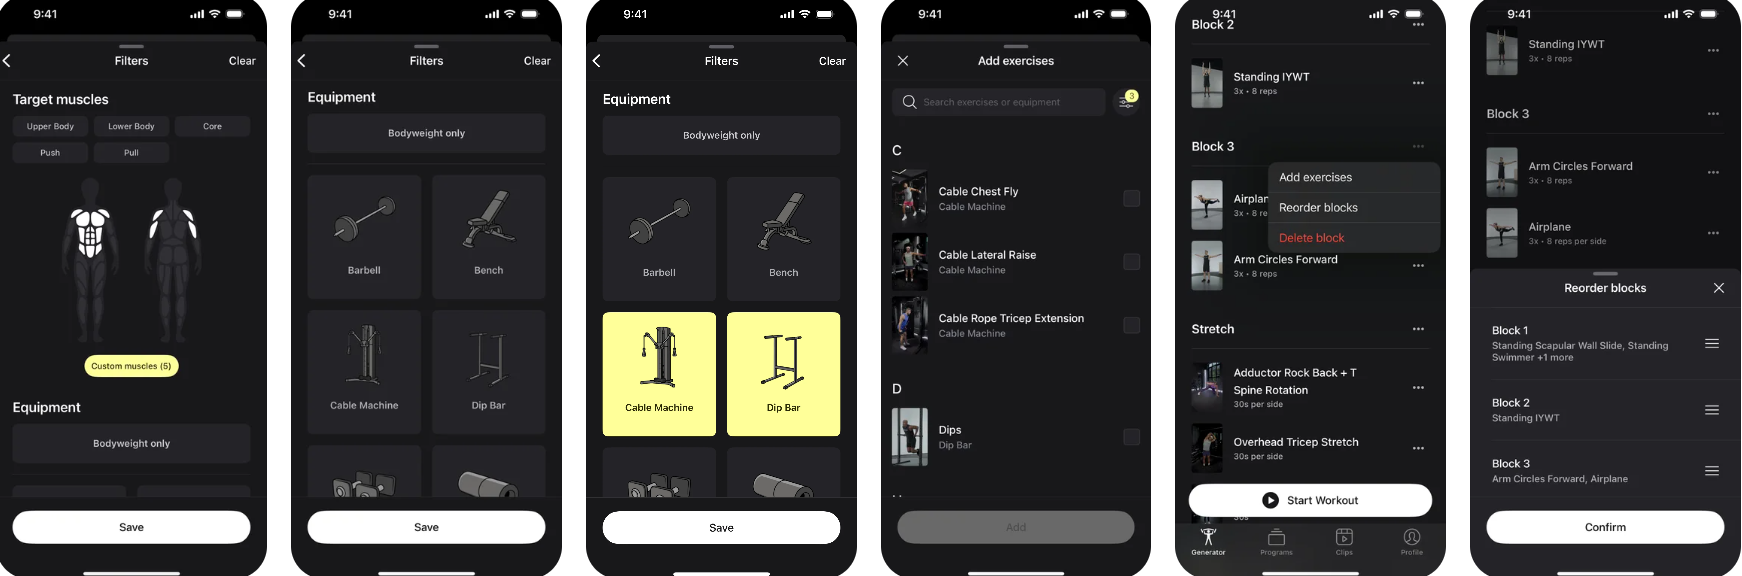 9:41
Filters
Clear
Target muscles
Upper Body
Lower Body
Core
Push
Pull
Custom muscles (5)
Equipment
Bodyweight only
Save
9:41
Filters
Clear
Equipment
Bodyweight only
Barbell
Bench
Cable Machine
Dip Bar
Save
9:41
Filters
Clear
Equipment
Bodyweight only
Barbell
Bench
Cable Machine
Dip Bar
Save
9:41
Add exercises
Search exercises or equipment
3
C
Cable Chest Fly
Cable Machine
Cable Lateral Raise
Cable Machine
Cable Rope Tricep Extension
Cable Machine
D
Dips
Dip Bar
Add
9:41
Block 2
Standing IYWT
3x • 8 reps
Block 3
Add exercises
Reorder blocks
Delete block
Airplan
3x • 8 re
Arm Circles Forward
3x • 8 reps
Stretch
Adductor Rock Back + T
Spine Rotation
30s per side
Overhead Tricep Stretch
30s per side
Start Workout
30s
Generator
Programs
Clips
Profile
9:41
Standing IYWT
3x • 8 reps
Block 3
Arm Circles Forward
3x • 8 reps
Airplane
3x • 8 reps per side
Reorder blocks
Block 1
Standing Scapular Wall Slide, Standing
Swimmer +1 more
Block 2
Standing IYWT
Block 3
Arm Circles Forward, Airplane
Confirm